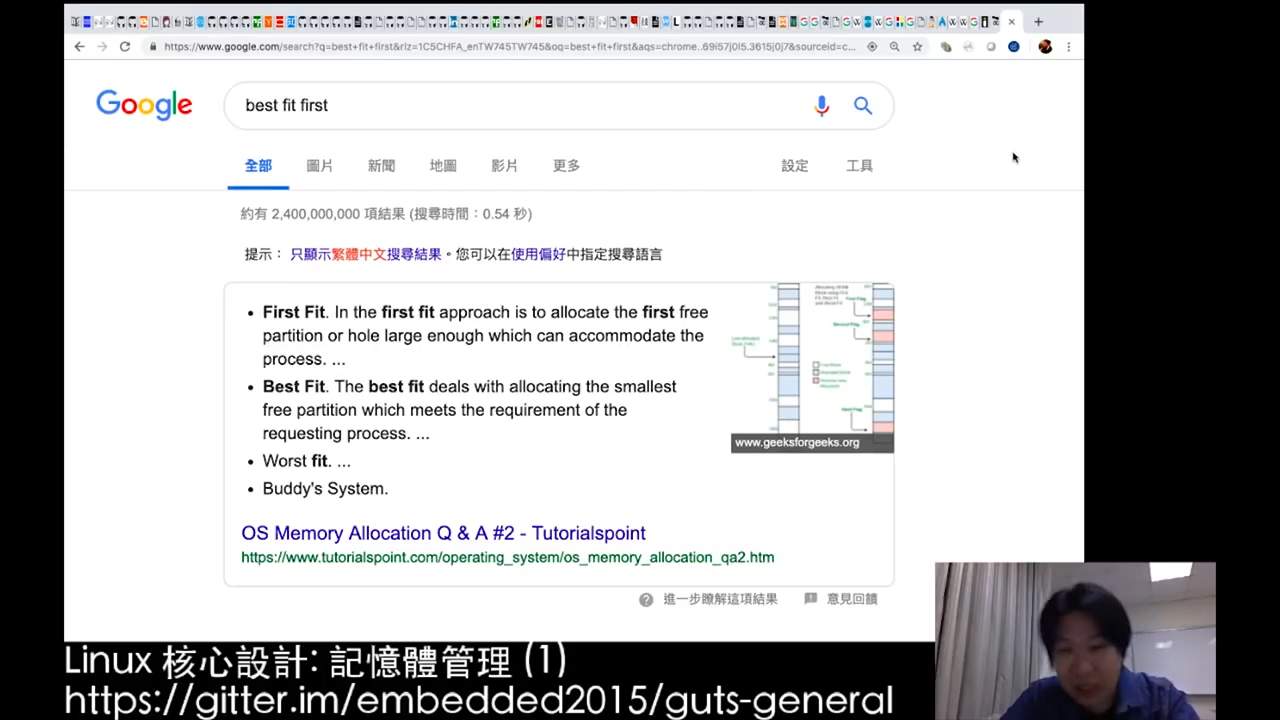 https://www.google.com/search?q=best+fit+first&rlz=1C5CHFA_enTW745TW745&oq=best+fit+first&aqs=chrome..69i57j0l5.3615j0j7&sourceid=c...
Google
best fit first
全部 圖片 新聞 地圖 影片 更多 設定 工具
約有 2,400,000,000 項結果 (搜尋時間：0.54 秒)
提示： 只顯示繁體中文搜尋結果。您可以在使用偏好中指定搜尋語言
• First Fit. In the first fit approach is to allocate the first free
partition or hole large enough which can accommodate the
process. ...
• Best Fit. The best fit deals with allocating the smallest
free partition which meets the requirement of the
requesting process. ...
• Worst fit. ...
• Buddy's System.
www.geeksforgeeks.org
OS Memory Allocation Q & A #2 - Tutorialspoint
https://www.tutorialspoint.com/operating_system/os_memory_allocation_qa2.htm
進一步瞭解這項結果 意見回饋
Linux 核心設計: 記憶體管理 (1)
https://gitter.im/embedded2015/guts-general